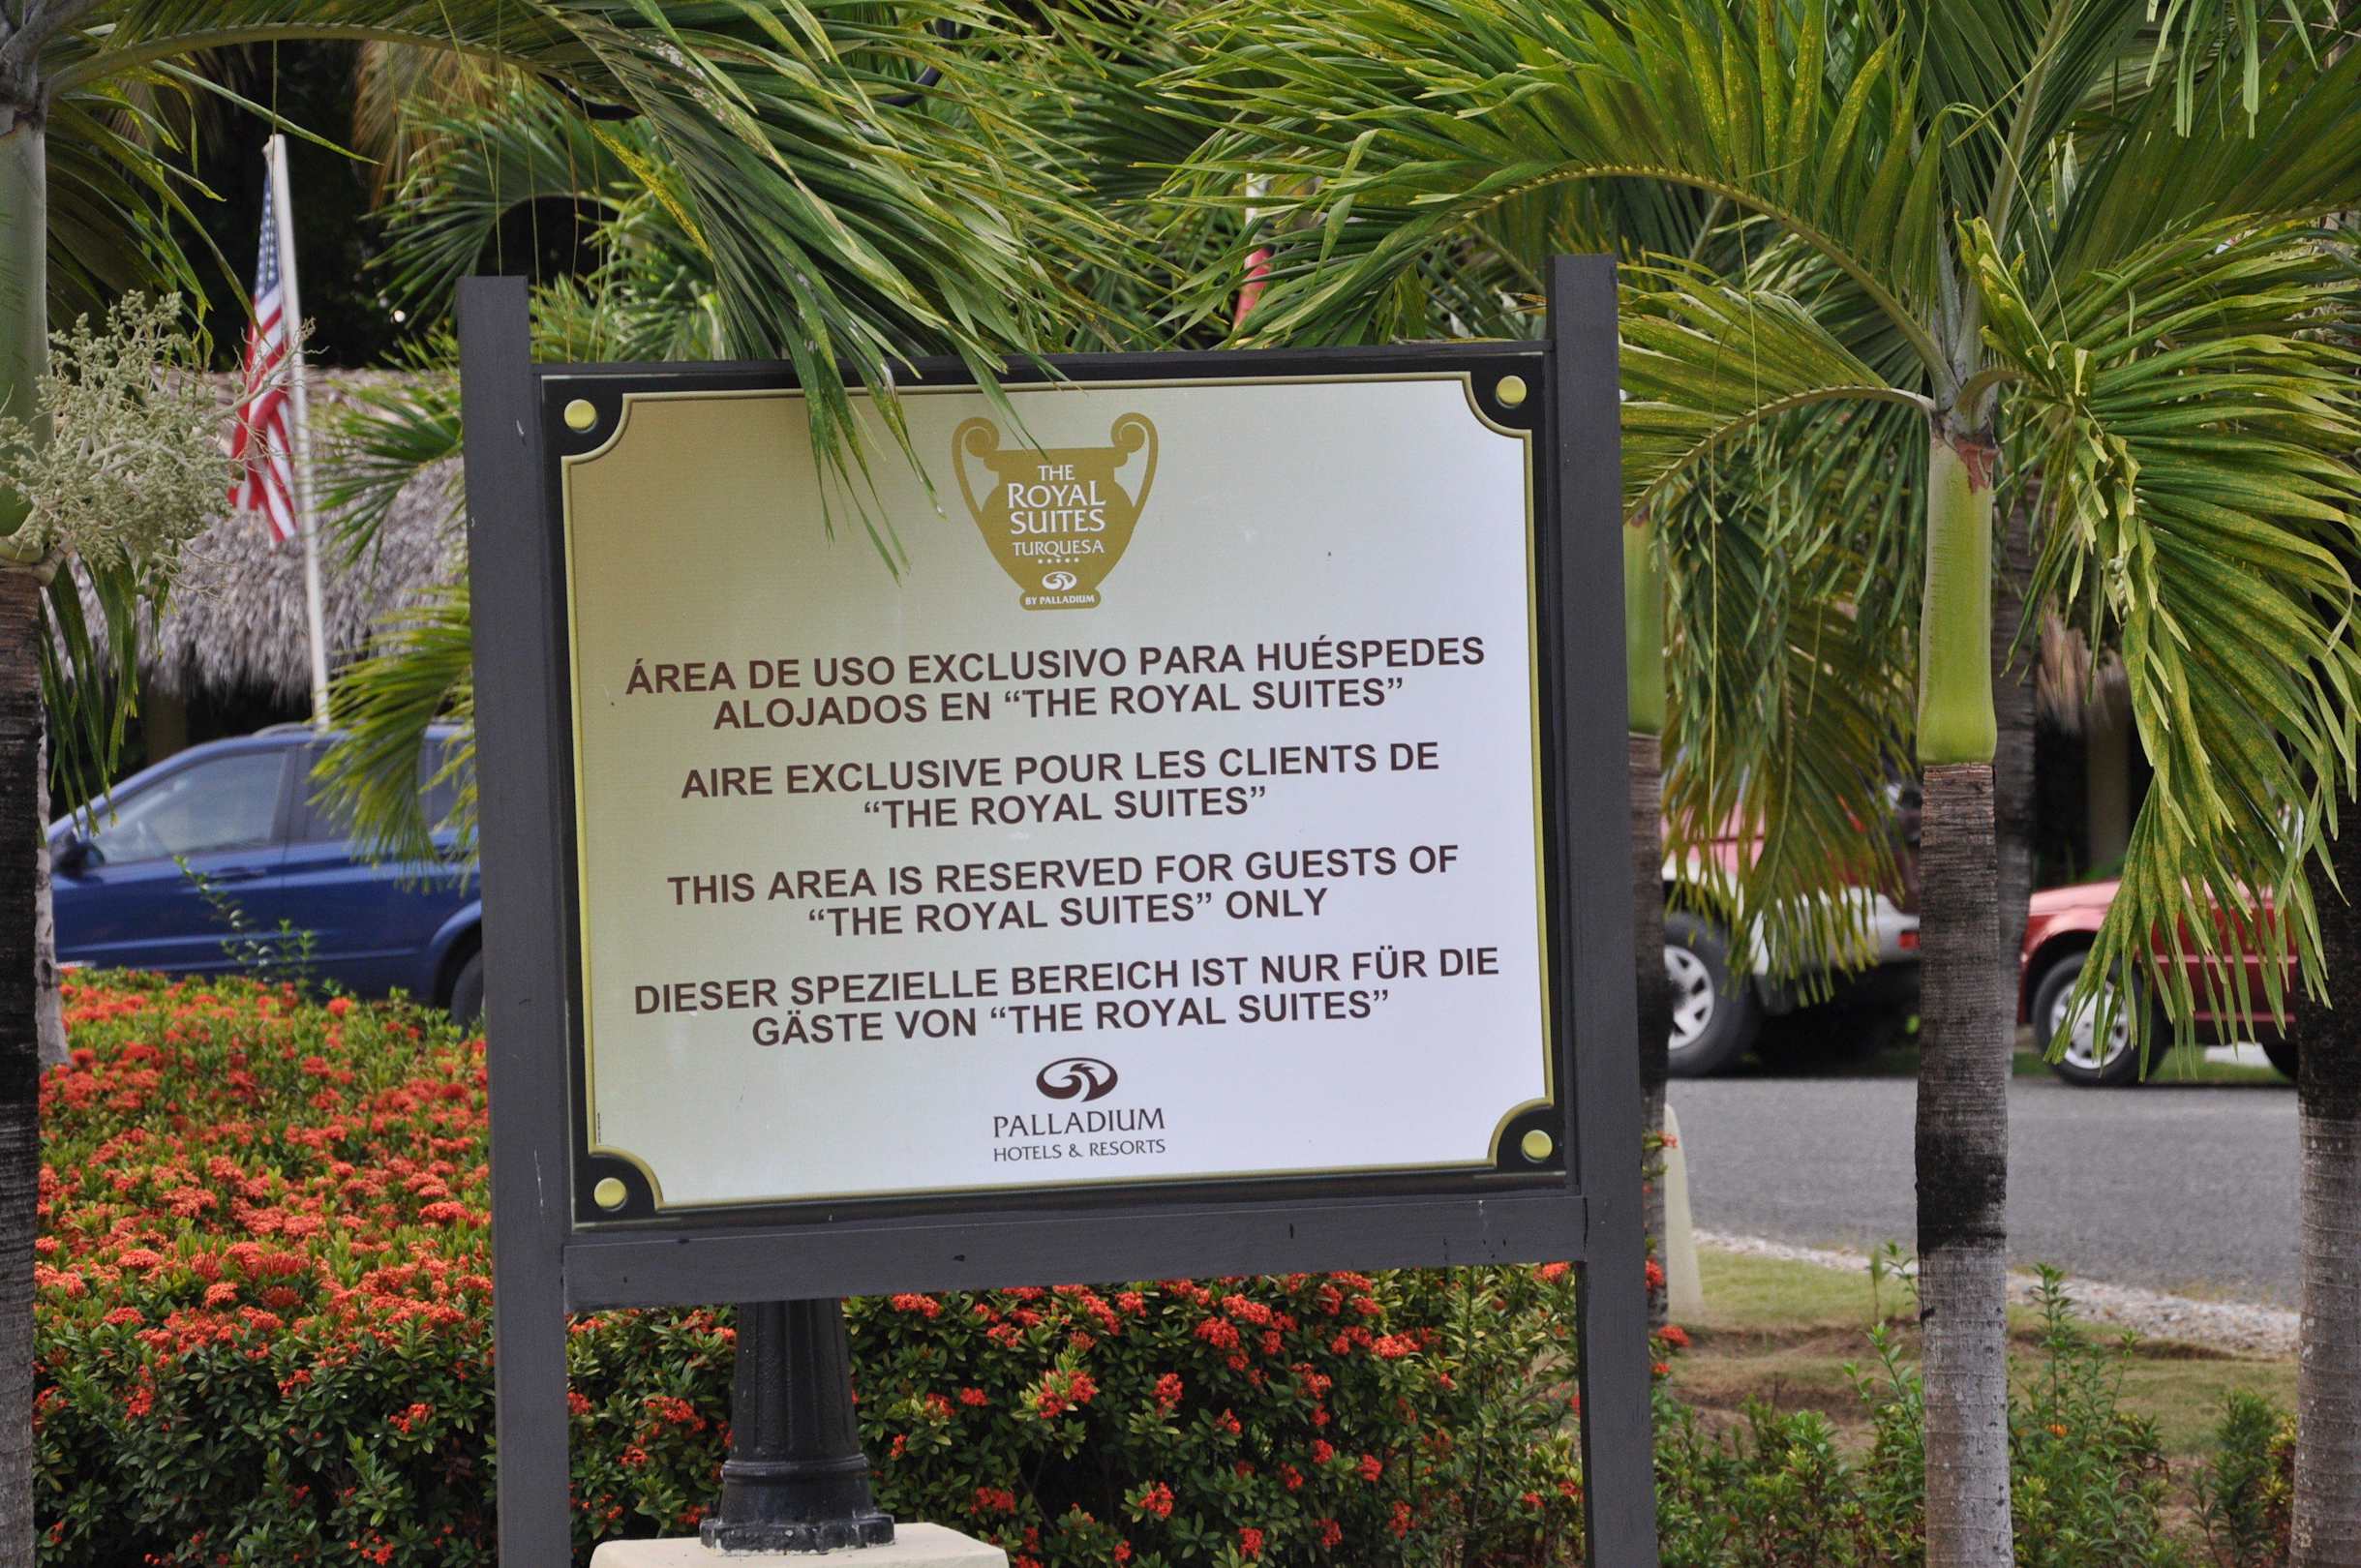 THE
ROYAL
SUITES
TURQUESA
BY PALLADIUM
ÁREA DE USO EXCLUSIVO PARA HUÉSPEDES
ALOJADOS EN “THE ROYAL SUITES”
AIRE EXCLUSIVE POUR LES CLIENTS DE
“THE ROYAL SUITES”
THIS AREA IS RESERVED FOR GUESTS OF
“THE ROYAL SUITES” ONLY
DIESER SPEZIELLE BEREICH IST NUR FÜR DIE
GÄSTE VON “THE ROYAL SUITES”
PALLADIUM
HOTELS & RESORTS